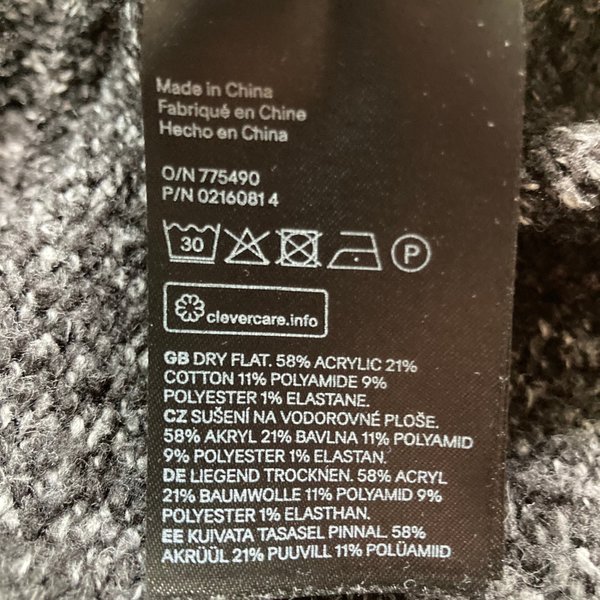 Made in China
Fabriqué en Chine
Hecho en China
O/N 775490
P/N 02160814
30 P
clevercare.info
GB DRY FLAT. 58% ACRYLIC 21%
COTTON 11% POLYAMIDE 9%
POLYESTER 1% ELASTANE.
CZ SUŠENÍ NA VODOROVNÉ PLOŠE.
58% AKRYL 21% BAVLNA 11% POLYAMID
9% POLYESTER 1% ELASTAN.
DE LIEGEND TROCKNEN. 58% ACRYL
21% BAUMWOLLE 11% POLYAMID 9%
POLYESTER 1% ELASTHAN.
EE KUIVATA TASASEL PINNAL. 58%
AKRÜÜL 21% PUUVILL 11% POLÜAMIID